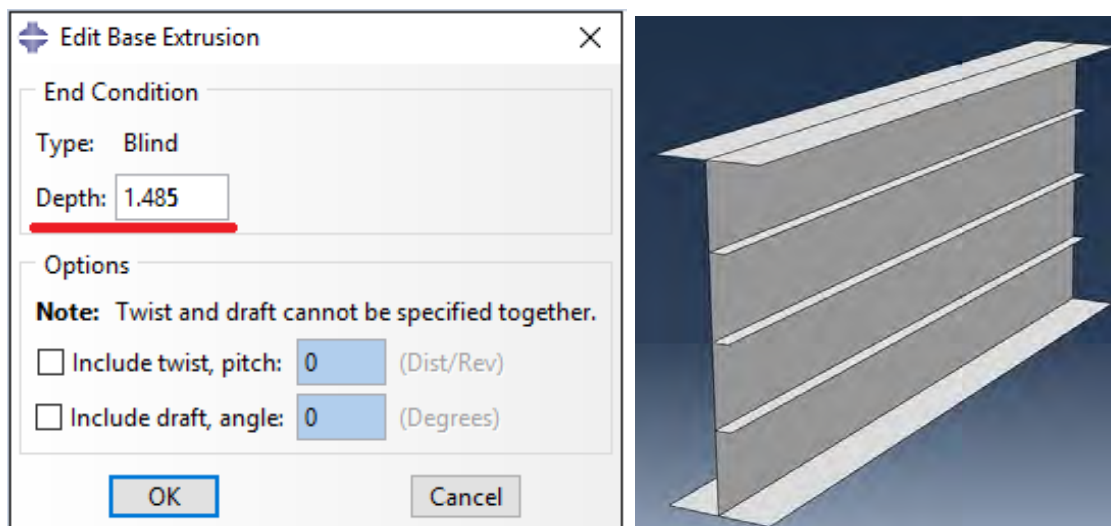 Edit Base Extrusion
End Condition
Type: Blind
Depth: 1.485
Options
Note: Twist and draft cannot be specified together.
Include twist, pitch: 0 (Dist/Rev)
Include draft, angle: 0 (Degrees)
OK Cancel